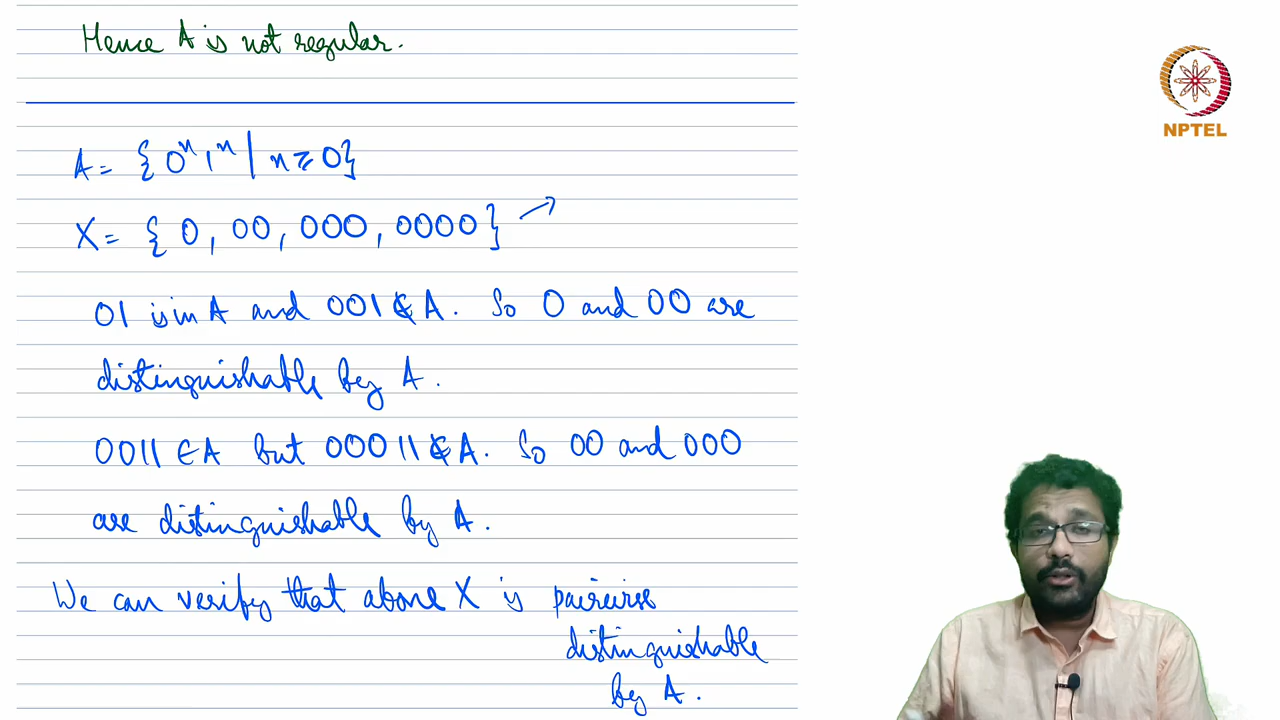 Hence A is not regular.
NPTEL
A = { 0ⁿ1ⁿ | n ≥ 0}
X = { 0, 00, 000, 0000 } →
01 is in A and 001 ∉ A. So 0 and 00 are
distinguishable by A.
0011 ∈ A but 00011 ∉ A. So 00 and 000
are distinguishable by A.
We can verify that above X is pairwise
distinguishable
by A.